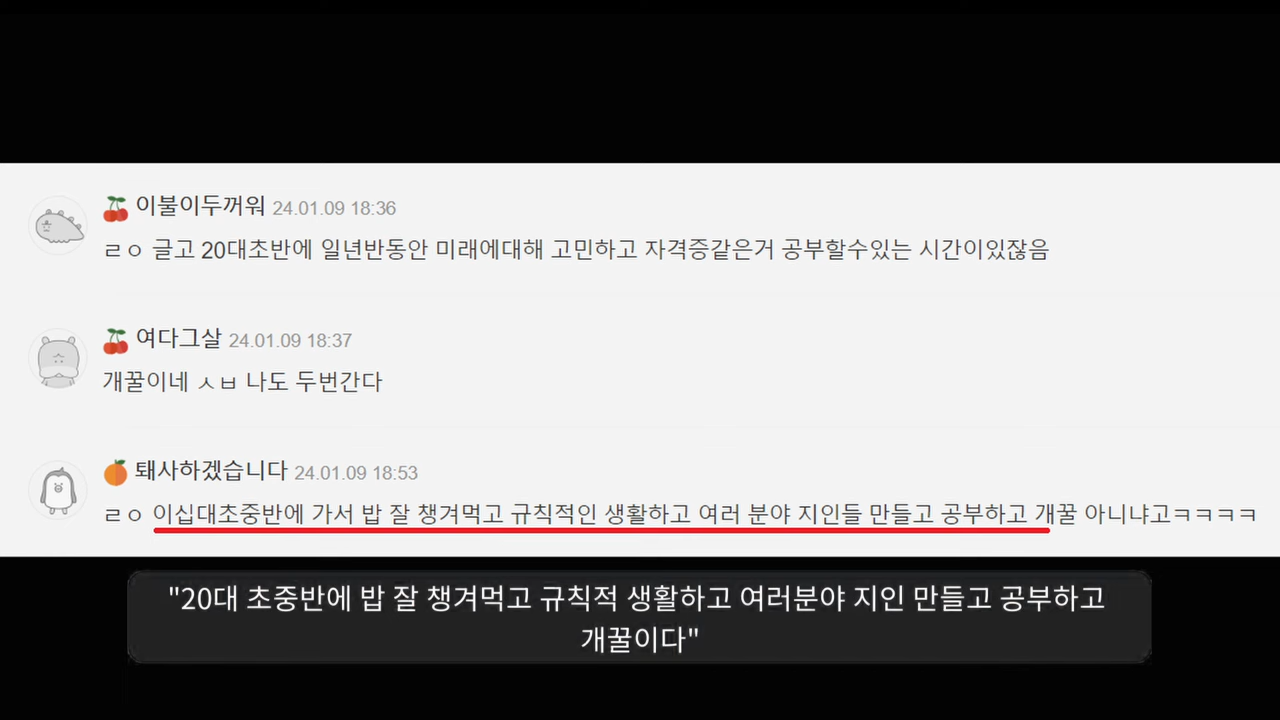 이불이두꺼워 24.01.09 18:36
ㄹㅇ 글고 20대초반에 일년반동안 미래에대해 고민하고 자격증같은거 공부할수있는 시간이있잖음
여다그살 24.01.09 18:37
개꿀이네 ㅅㅂ 나도 두번간다
퇘사하겠습니다 24.01.09 18:53
ㄹㅇ 이십대초중반에 가서 밥 잘 챙겨먹고 규칙적인 생활하고 여러 분야 지인들 만들고 공부하고 개꿀 아니냐고ㅋㅋㅋㅋ
"20대 초중반에 밥 잘 챙겨먹고 규칙적 생활하고 여러분야 지인 만들고 공부하고
개꿀이다"